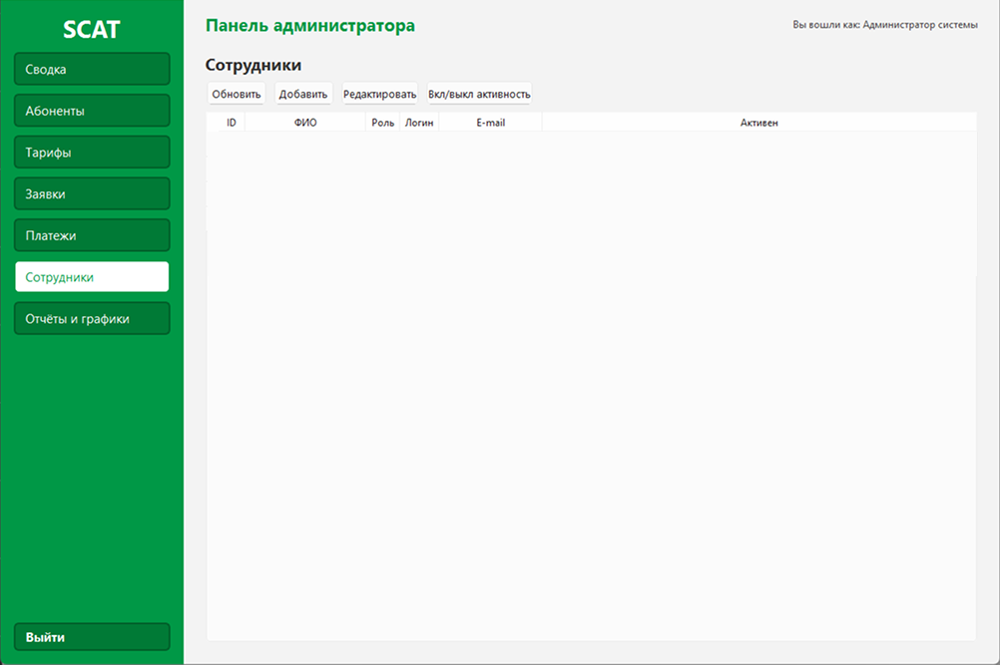 SCAT
Сводка
Абоненты
Тарифы
Заявки
Платежи
Сотрудники
Отчёты и графики
Выйти
Панель администратора
Вы вошли как: Администратор системы
Сотрудники
Обновить Добавить Редактировать Вкл/выкл активность
ID ФИО Роль Логин E-mail Активен